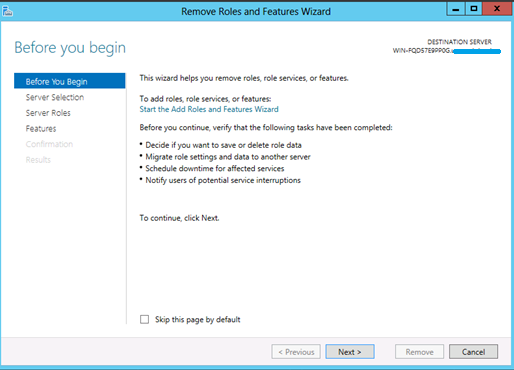 Remove Roles and Features Wizard
Before you begin
DESTINATION SERVER
WIN-FQDS7E9PP0G.
Before You Begin
Server Selection
Server Roles
Features
Confirmation
Results
This wizard helps you remove roles, role services, or features.
To add roles, role services, or features:
Start the Add Roles and Features Wizard
Before you continue, verify that the following tasks have been completed:
• Decide if you want to save or delete role data
• Migrate role settings and data to another server
• Schedule downtime for affected services
• Notify users of potential service interruptions
To continue, click Next.
Skip this page by default
< Previous
Next >
Remove
Cancel